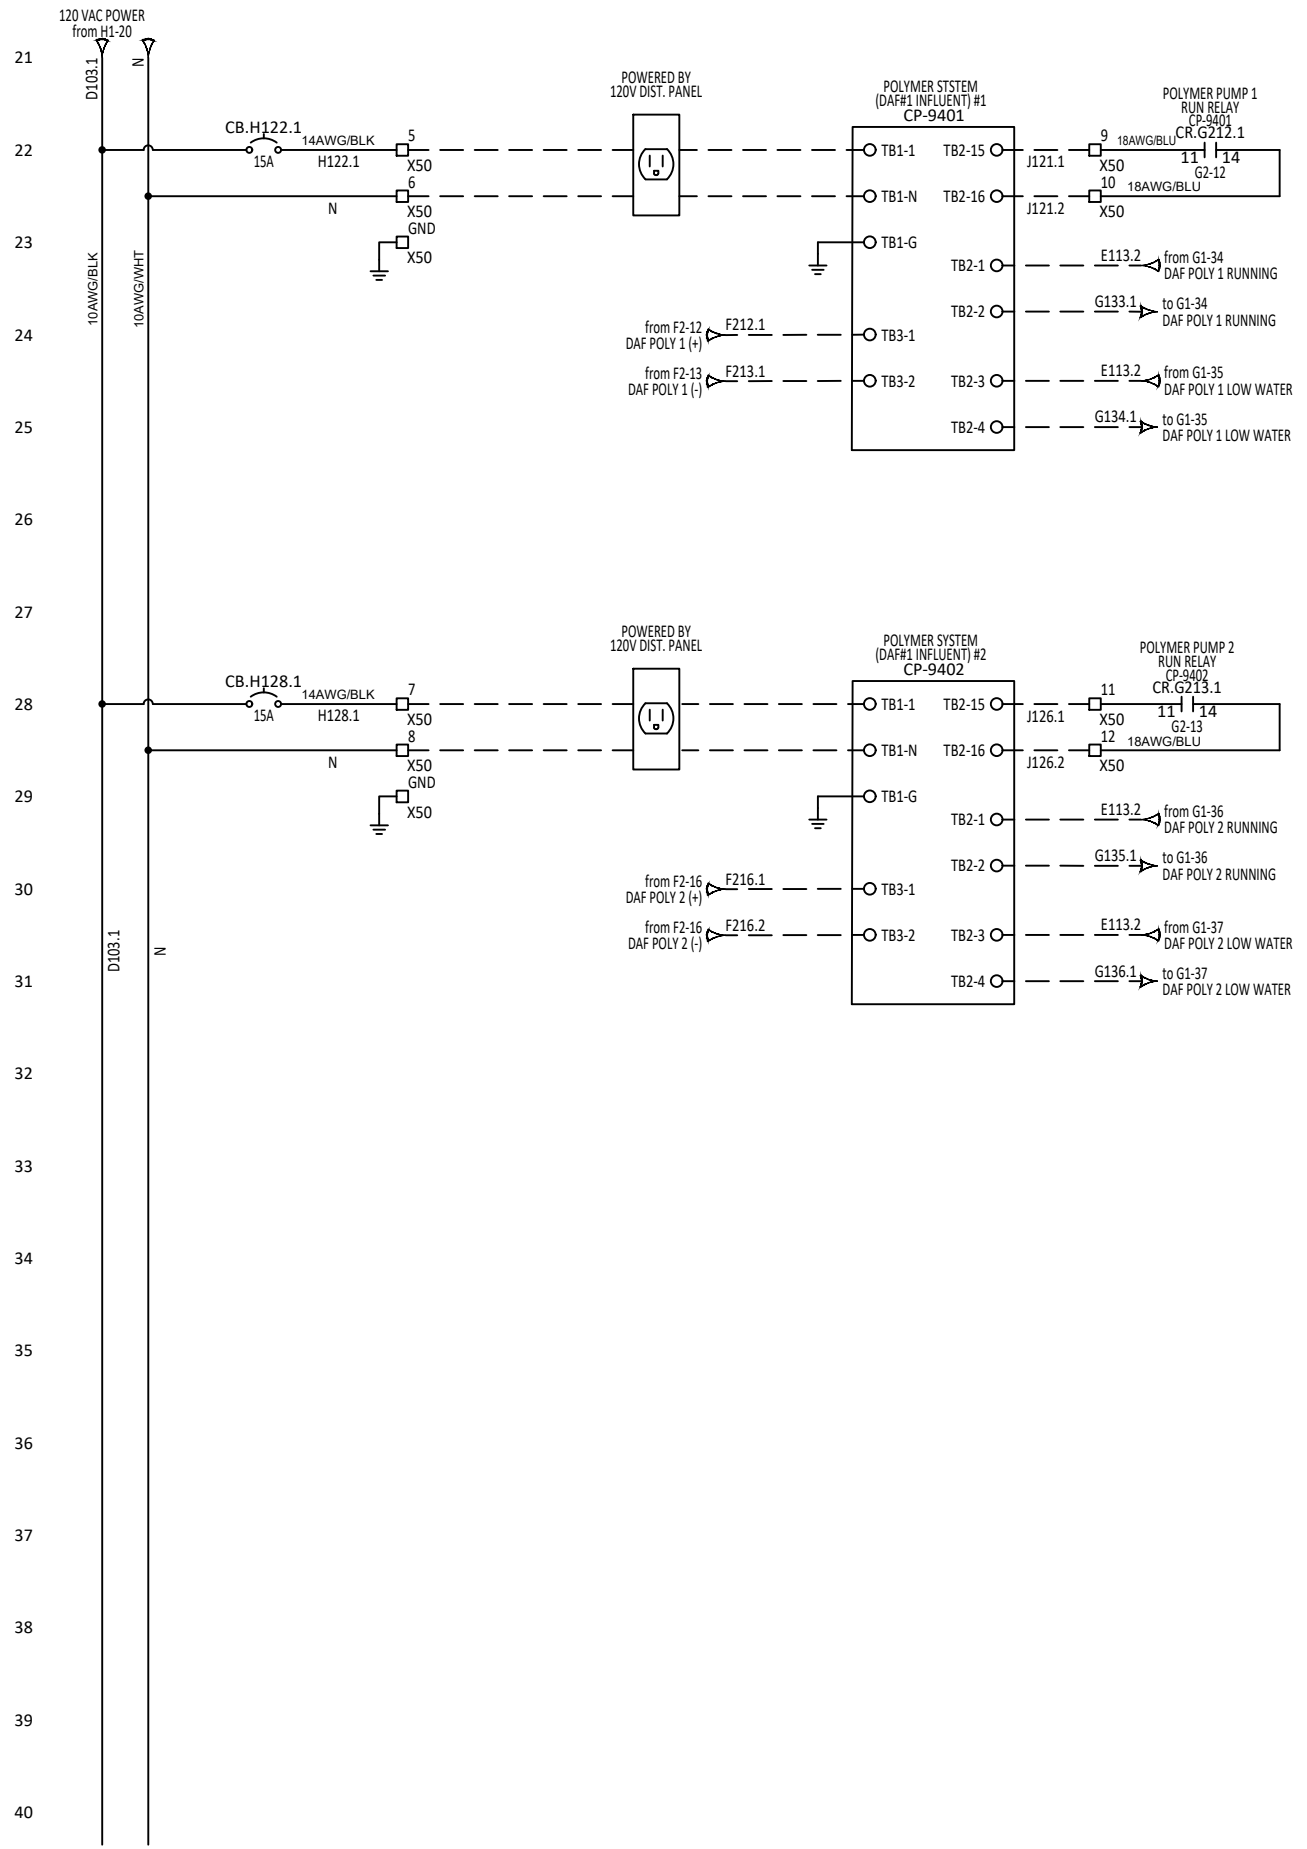 120 VAC POWER
from H1-20
21
D103.1
N
POWERED BY
120V DIST. PANEL
POLYMER STSTEM
(DAF#1 INFLUENT) #1
CP-9401
POLYMER PUMP 1
RUN RELAY
CP-9401
CR.G212.1
CB.H122.1
15A
14AWG/BLK
H122.1
5
X50
22
TB1-1
TB2-15
J121.1
9
X50
18AWG/BLU
11
14
G2-12
6
X50
N
TB1-N
TB2-16
J121.2
10
X50
18AWG/BLU
23
GND
X50
TB1-G
TB2-1
E113.2
from G1-34
DAF POLY 1 RUNNING
10AWG/BLK
10AWG/WHT
TB2-2
G133.1
to G1-34
DAF POLY 1 RUNNING
24
from F2-12
DAF POLY 1 (+)
F212.1
TB3-1
from F2-13
DAF POLY 1 (-)
F213.1
TB3-2
TB2-3
E113.2
from G1-35
DAF POLY 1 LOW WATER
25
TB2-4
G134.1
to G1-35
DAF POLY 1 LOW WATER
26
27
POWERED BY
120V DIST. PANEL
POLYMER SYSTEM
(DAF#1 INFLUENT) #2
CP-9402
POLYMER PUMP 2
RUN RELAY
CP-9402
CR.G213.1
CB.H128.1
15A
14AWG/BLK
H128.1
7
X50
28
TB1-1
TB2-15
J126.1
11
X50
11
14
G2-13
8
X50
N
TB1-N
TB2-16
J126.2
12
X50
18AWG/BLU
29
GND
X50
TB1-G
TB2-1
E113.2
from G1-36
DAF POLY 2 RUNNING
TB2-2
G135.1
to G1-36
DAF POLY 2 RUNNING
30
from F2-16
DAF POLY 2 (+)
F216.1
TB3-1
D103.1
N
from F2-16
DAF POLY 2 (-)
F216.2
TB3-2
TB2-3
E113.2
from G1-37
DAF POLY 2 LOW WATER
31
TB2-4
G136.1
to G1-37
DAF POLY 2 LOW WATER
32
33
34
35
36
37
38
39
40